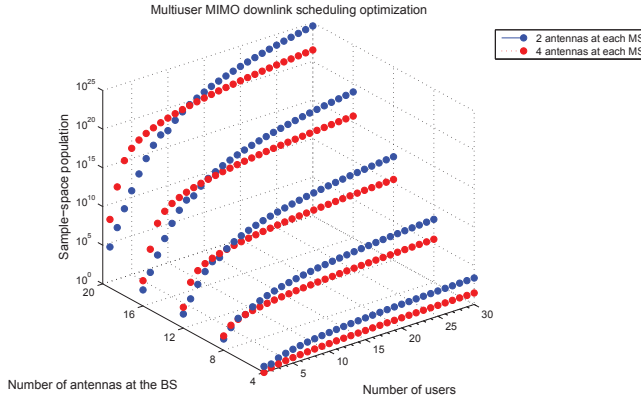 Multiuser MIMO downlink scheduling optimization
2 antennas at each MS
4 antennas at each MS
10^25
10^20
10^15
10^10
10^5
10^0
Sample-space population
20
16
12
8
4
5
10
15
20
25
30
Number of antennas at the BS
Number of users